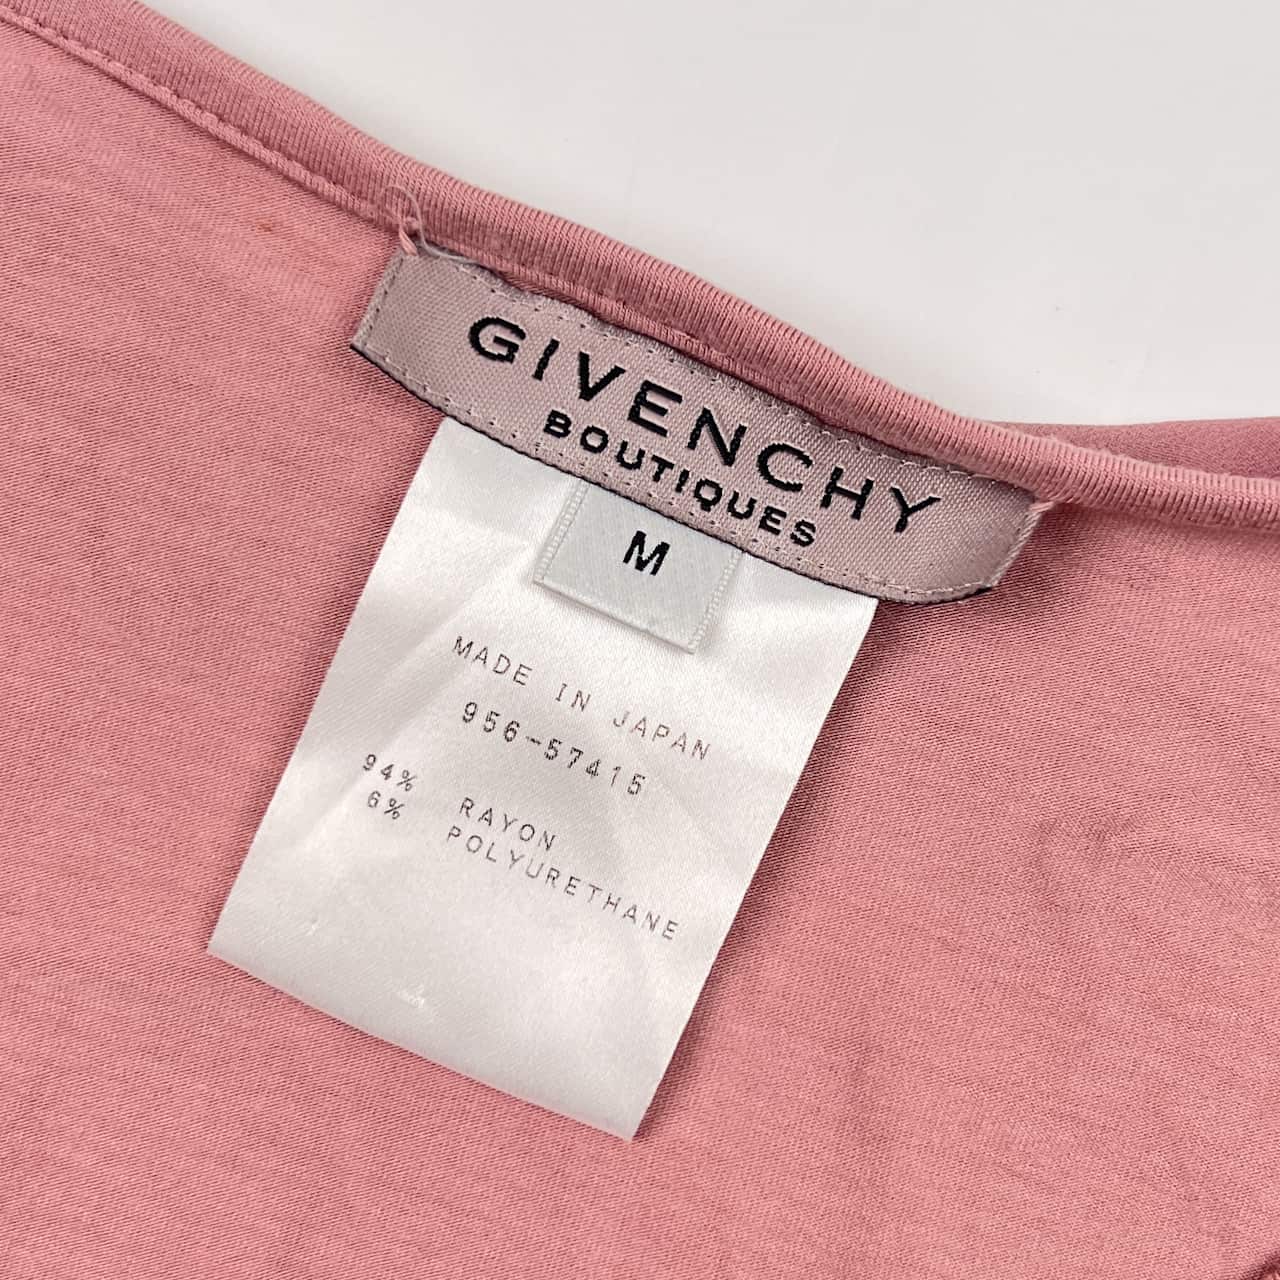 GIVENCHY
BOUTIQUES
M
MADE IN JAPAN
956-57415
94% RAYON
6% POLYURETHANE